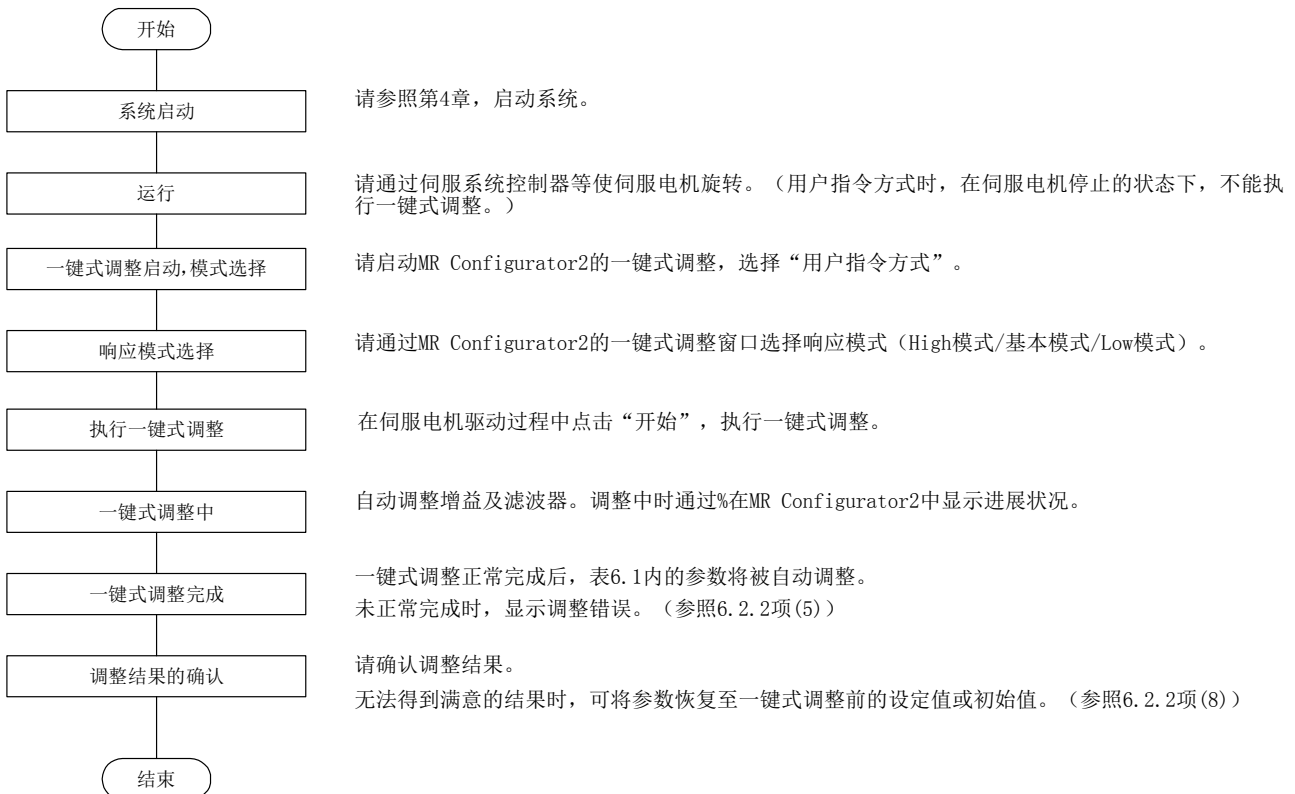 开始
系统启动
请参照第4章，启动系统。
运行
请通过伺服系统控制器等使伺服电机旋转。（用户指令方式时，在伺服电机停止的状态下，不能执
行一键式调整。）
一键式调整启动,模式选择
请启动MR Configurator2的一键式调整，选择“用户指令方式”。
响应模式选择
请通过MR Configurator2的一键式调整窗口选择响应模式（High模式/基本模式/Low模式）。
执行一键式调整
在伺服电机驱动过程中点击“开始”，执行一键式调整。
一键式调整中
自动调整增益及滤波器。调整中时通过%在MR Configurator2中显示进展状况。
一键式调整完成
一键式调整正常完成后，表6.1内的参数将被自动调整。
未正常完成时，显示调整错误。（参照6.2.2项(5)）
调整结果的确认
请确认调整结果。
无法得到满意的结果时，可将参数恢复至一键式调整前的设定值或初始值。（参照6.2.2项(8)）
结束